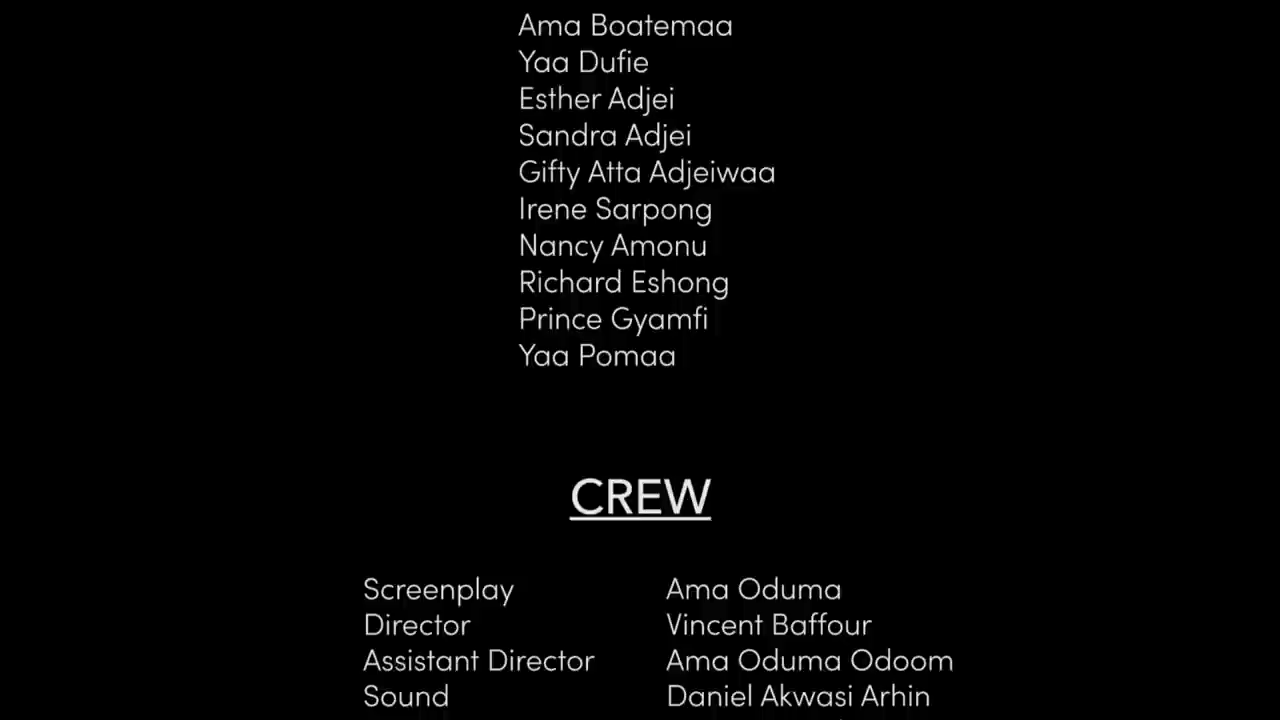 Ama Boatemaa
Yaa Dufie
Esther Adjei
Sandra Adjei
Gifty Atta Adjeiwaa
Irene Sarpong
Nancy Amonu
Richard Eshong
Prince Gyamfi
Yaa Pomaa
CREW
Screenplay Ama Oduma
Director Vincent Baffour
Assistant Director Ama Oduma Odoom
Sound Daniel Akwasi Arhin